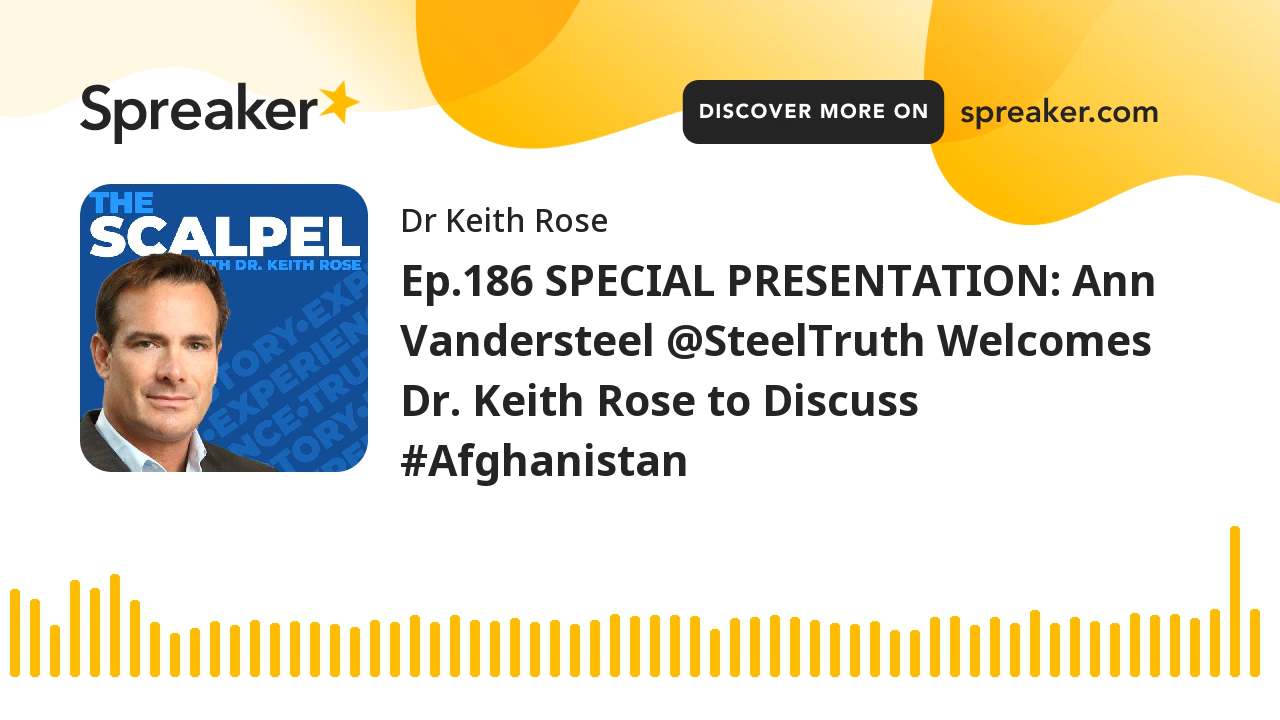 Spreaker
DISCOVER MORE ON spreaker.com
THE
SCALPEL
WITH DR. KEITH ROSE
Dr Keith Rose
Ep.186 SPECIAL PRESENTATION: Ann
Vandersteel @SteelTruth Welcomes
Dr. Keith Rose to Discuss
#Afghanistan